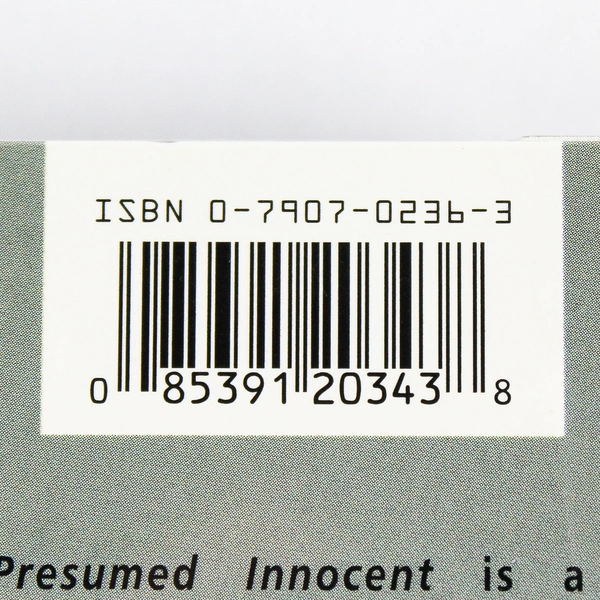 ISBN 0-7907-0236-3
0 85391 20343 8
Presumed Innocent is a